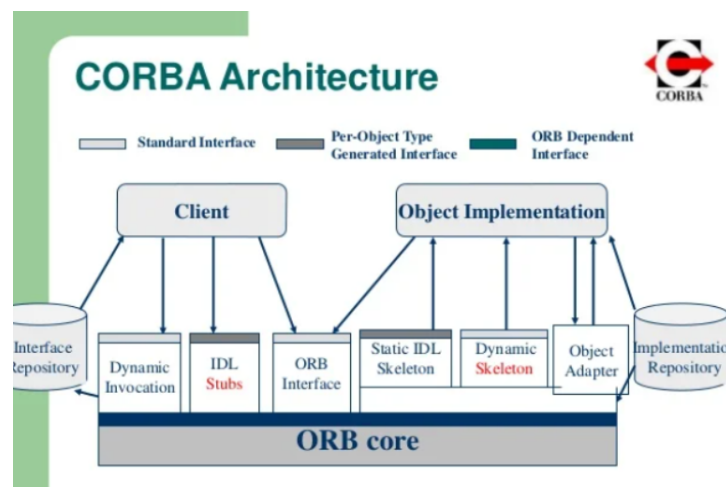 CORBA Architecture
CORBA
Standard Interface
Per-Object Type
Generated Interface
ORB Dependent
Interface
Client
Object Implementation
Interface
Repository
Dynamic
Invocation
IDL
Stubs
ORB
Interface
Static IDL
Skeleton
Dynamic
Skeleton
Object
Adapter
Implementation
Repository
ORB core